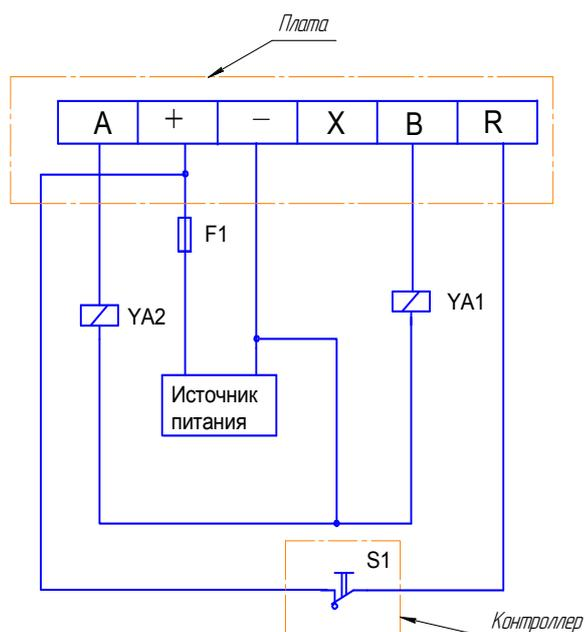 Плата
A + − X B R
F1
YA2
YA1
Источник
питания
S1
Контроллер